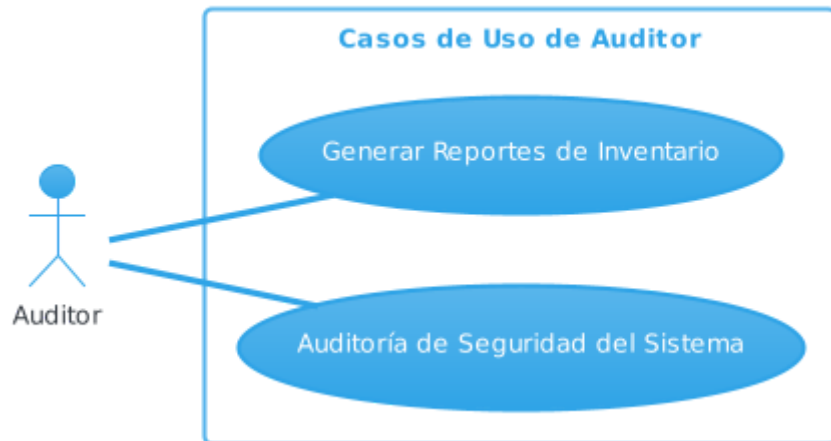 Casos de Uso de Auditor
Generar Reportes de Inventario
Auditor
Auditoría de Seguridad del Sistema